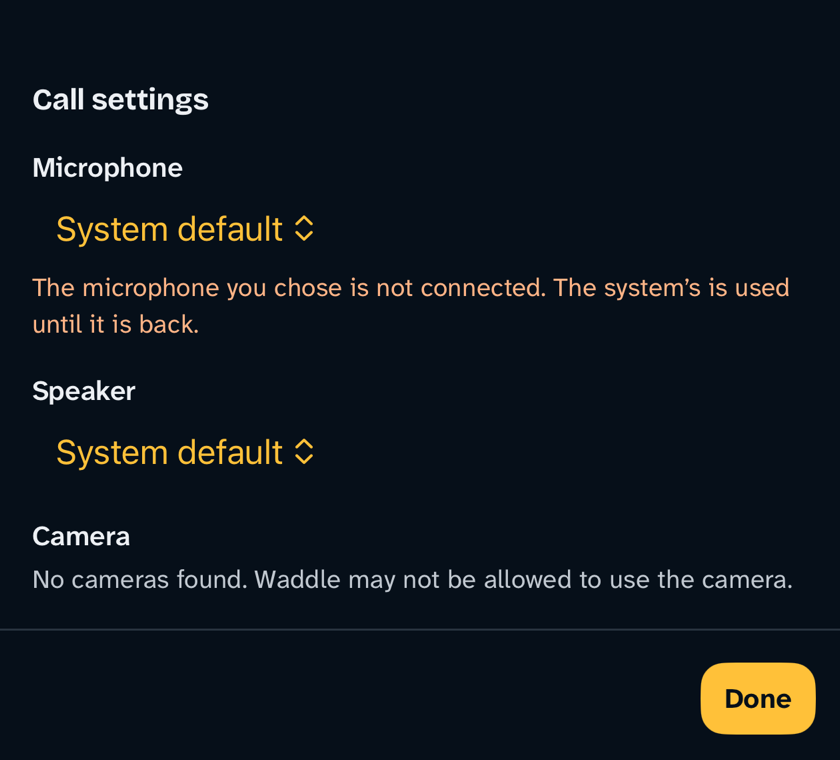 Call settings
Microphone
System default
The microphone you chose is not connected. The system’s is used
until it is back.
Speaker
System default
Camera
No cameras found. Waddle may not be allowed to use the camera.
Done